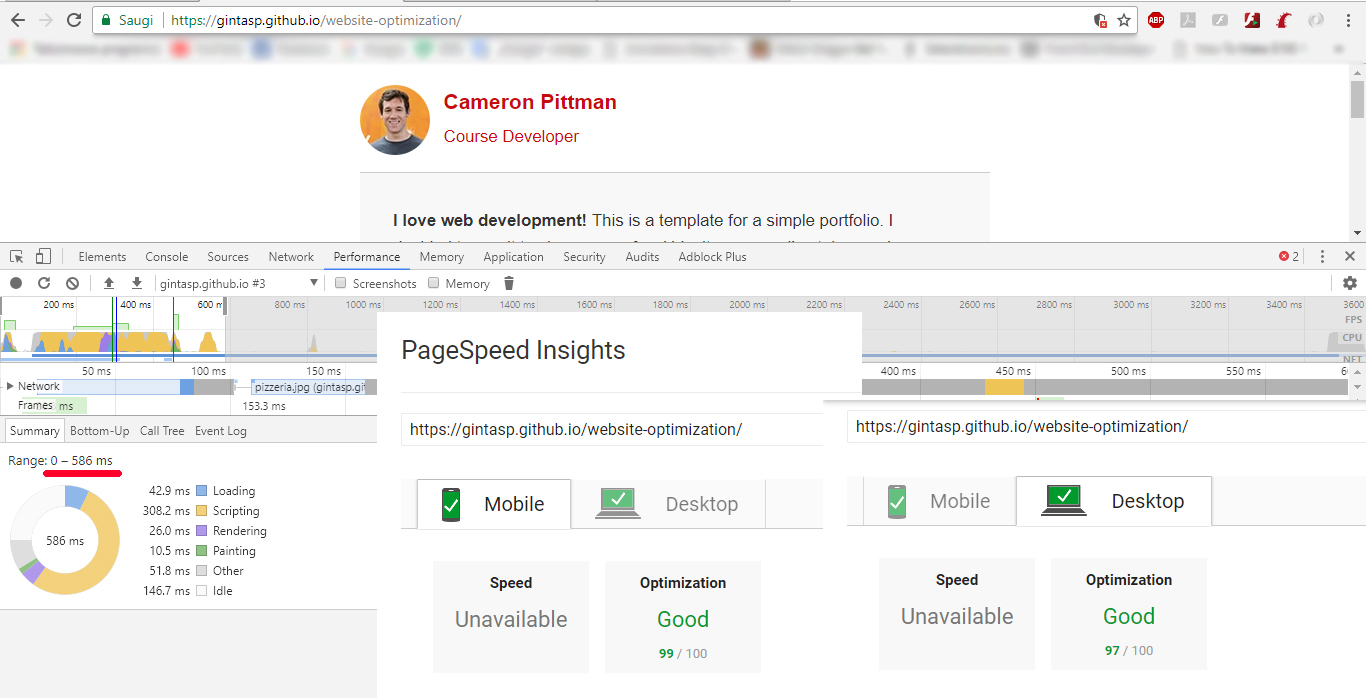 Saugi https://gintasp.github.io/website-optimization/
ABP
Cameron Pittman
Course Developer
I love web development! This is a template for a simple portfolio. I
Elements Console Sources Network Performance Memory Application Security Audits Adblock Plus
2
gintasp.github.io #3 Screenshots Memory
200 ms 400 ms 600 m 800 ms 1000 ms 1200 ms 1400 ms 1600 ms 1800 ms 2000 ms 2200 ms 2400 ms 2600 ms 2800 ms 3000 ms 3200 ms 3400 ms 3600
FPS
CPU
NET
50 ms 100 ms 150 ms 400 ms 450 ms 500 ms 550 ms 6
Network pizzeria.jpg (gintasp.git
Frames ms 153.3 ms
Summary Bottom-Up Call Tree Event Log
Range: 0 – 586 ms
586 ms
42.9 ms Loading
308.2 ms Scripting
26.0 ms Rendering
10.5 ms Painting
51.8 ms Other
146.7 ms Idle
PageSpeed Insights
https://gintasp.github.io/website-optimization/
Mobile Desktop
Speed Optimization
Unavailable Good
99 / 100
https://gintasp.github.io/website-optimization/
Mobile Desktop
Speed Optimization
Unavailable Good
97 / 100